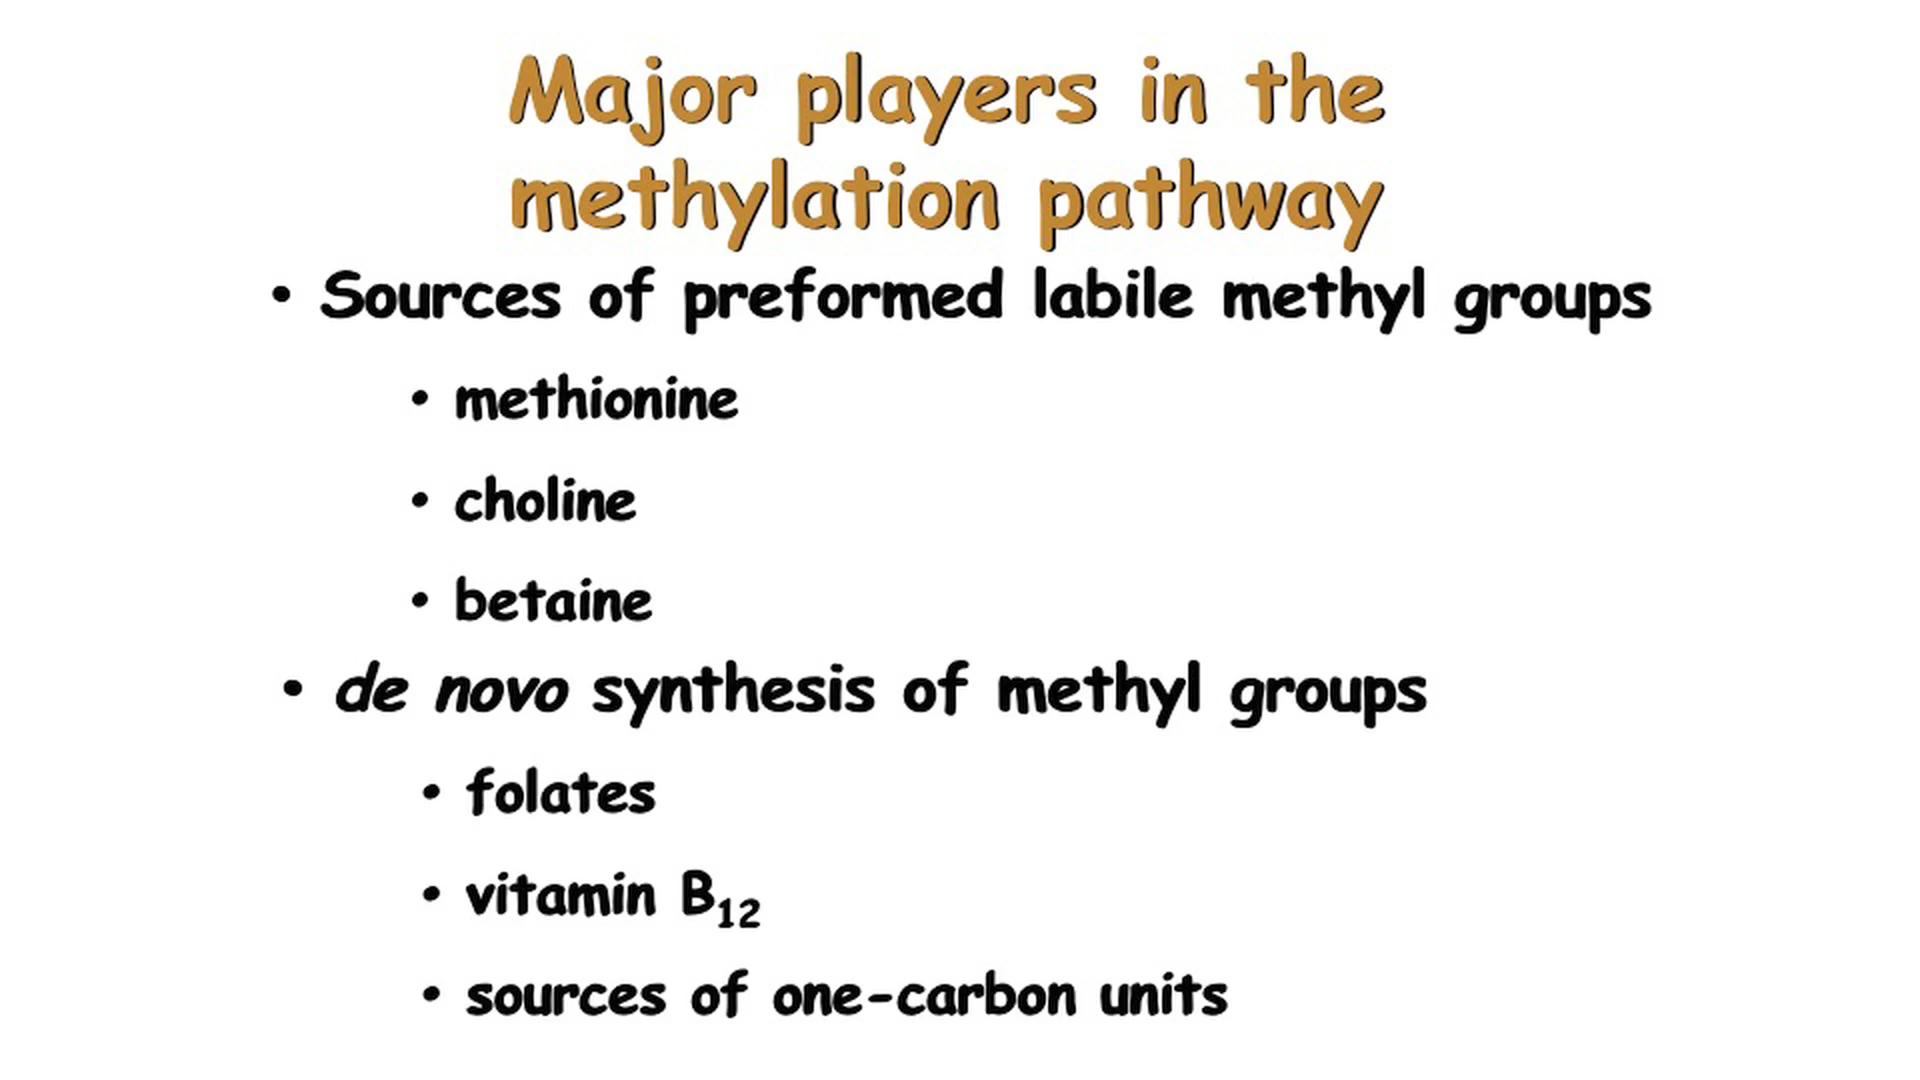 Major players in the
methylation pathway
• Sources of preformed labile methyl groups
• methionine
• choline
• betaine
• de novo synthesis of methyl groups
• folates
• vitamin B₁₂
• sources of one-carbon units